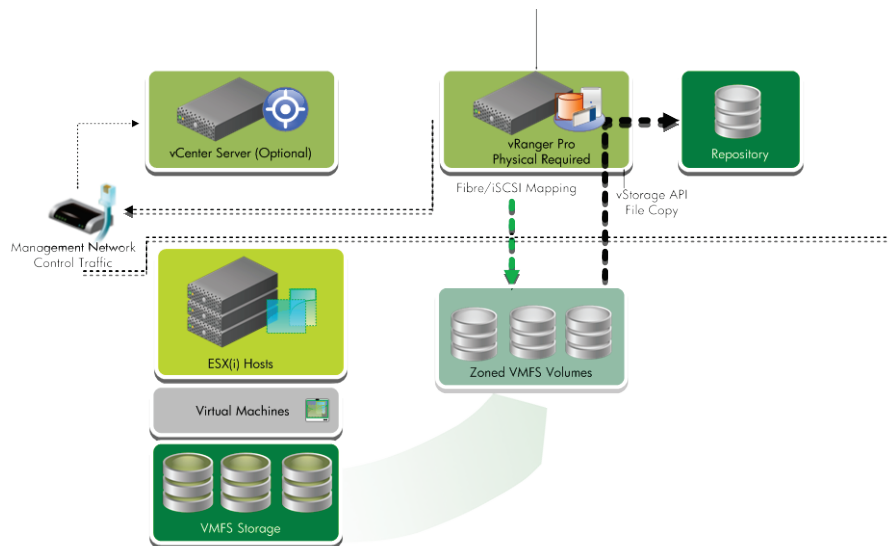 vCenter Server (Optional)
vRanger Pro
Physical Required
Repository
Fibre/iSCSI Mapping
vStorage API
File Copy
Management Network
Control Traffic
ESX(i) Hosts
Zoned VMFS Volumes
Virtual Machines
VMFS Storage